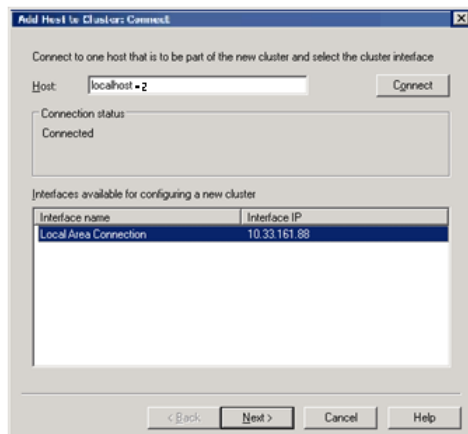 Add Host to Cluster: Connect
Connect to one host that is to be part of the new cluster and select the cluster interface
Host: localhost-2 Connect
Connection status
Connected
Interfaces available for configuring a new cluster
Interface name Interface IP
Local Area Connection 10.33.161.88
< Back Next > Cancel Help